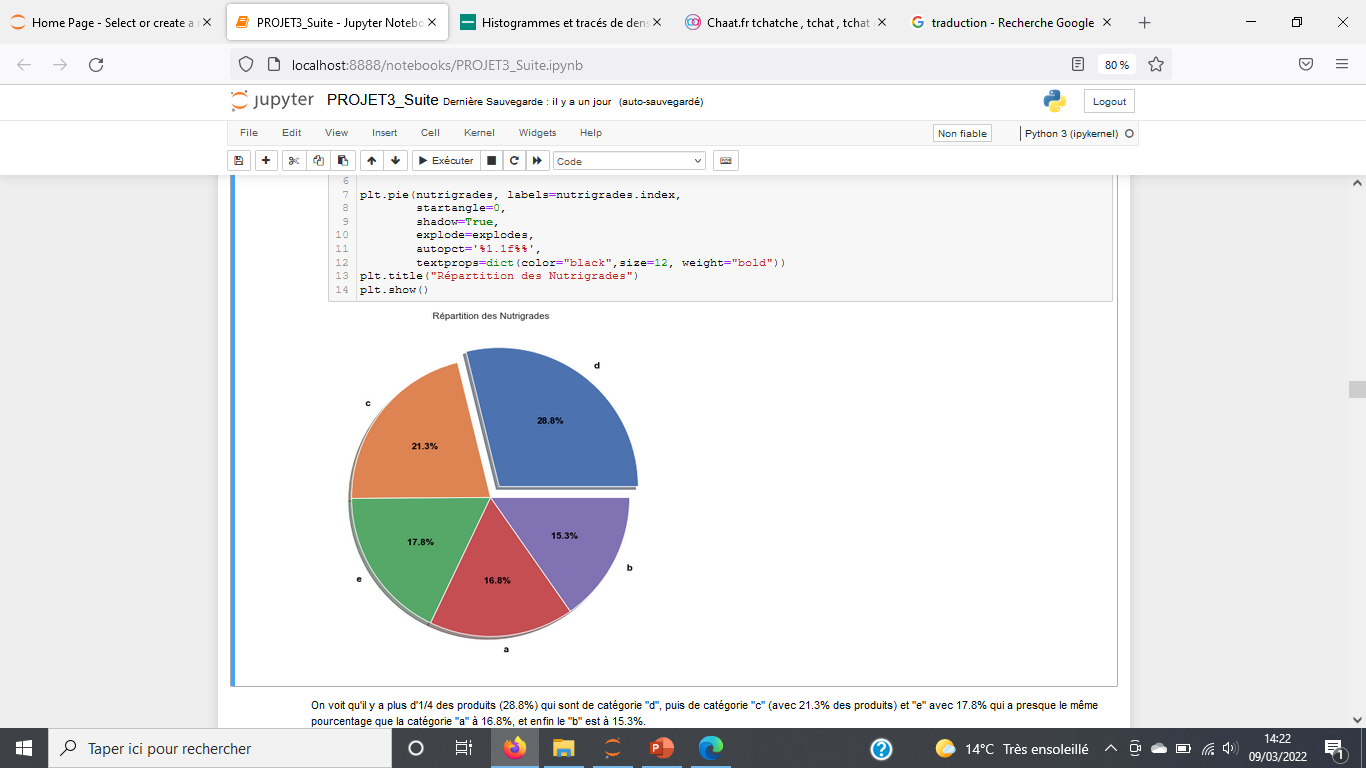 Home Page - Select or create a n
PROJET3_Suite - Jupyter Notebo
Histogrammes et tracés de dens
Chaat.fr tchatche , tchat , tchat
traduction - Recherche Google
localhost:8888/notebooks/PROJET3_Suite.ipynb
80 %
jupyter PROJET3_Suite Dernière Sauvegarde : il y a un jour (auto-sauvegardé)
Logout
File Edit View Insert Cell Kernel Widgets Help
Non fiable
Python 3 (ipykernel)
Exécuter
Code
6
7 plt.pie(nutrigrades, labels=nutrigrades.index,
8 startangle=0,
9 shadow=True,
10 explode=explodes,
11 autopct='%1.1f%%',
12 textprops=dict(color="black",size=12, weight="bold"))
13 plt.title("Répartition des Nutrigrades")
14 plt.show()
Répartition des Nutrigrades
d
c
28.8%
21.3%
15.3%
17.8%
b
e
16.8%
a
On voit qu'il y a plus d'1/4 des produits (28.8%) qui sont de catégorie "d", puis de catégorie "c" (avec 21.3% des produits) et "e" avec 17.8% qui a presque le même
pourcentage que la catégorie "a" à 16.8%, et enfin le "b" est à 15.3%.
Taper ici pour rechercher
14°C Très ensoleillé
14:22
09/03/2022
1